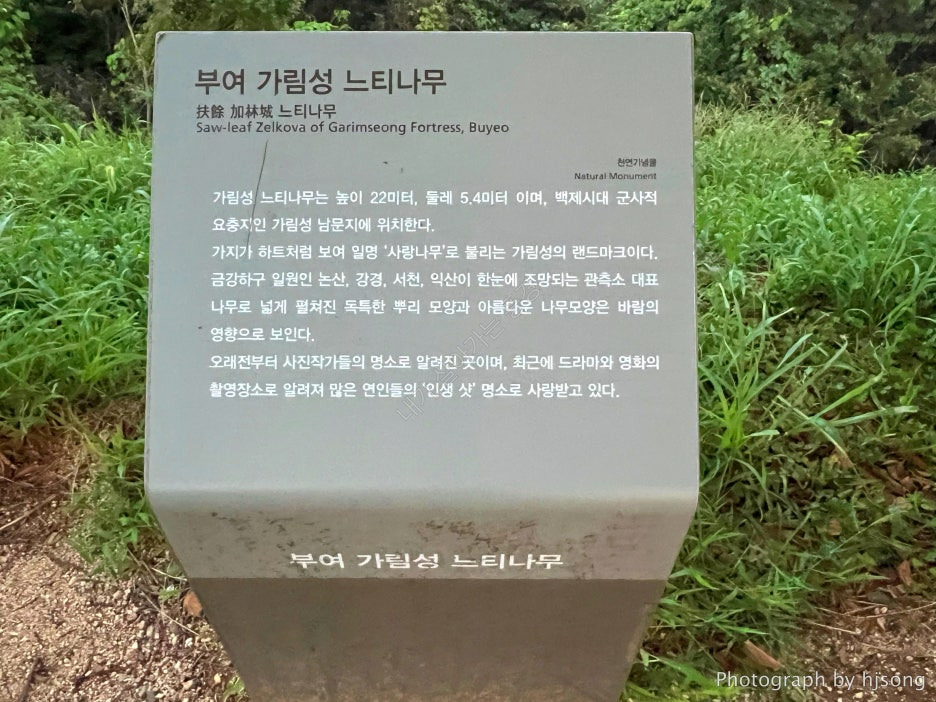 부여 가림성 느티나무
扶餘 加林城 느티나무
Saw-leaf Zelkova of Garimseong Fortress, Buyeo
천연기념물
Natural Monument
가림성 느티나무는 높이 22미터, 둘레 5.4미터 이며, 백제시대 군사적
요충지인 가림성 남문지에 위치한다.
가지가 하트처럼 보여 일명 '사랑나무'로 불리는 가림성의 랜드마크이다.
금강하구 일원인 논산, 강경, 서천, 익산이 한눈에 조망되는 관측소 대표
나무로 넓게 펼쳐진 독특한 뿌리 모양과 아름다운 나무모양은 바람의
영향으로 보인다.
오래전부터 사진작가들의 명소로 알려진 곳이며, 최근에 드라마와 영화의
촬영장소로 알려져 많은 연인들의 '인생 샷' 명소로 사랑받고 있다.
부여 가림성 느티나무
Photograph by hjsong